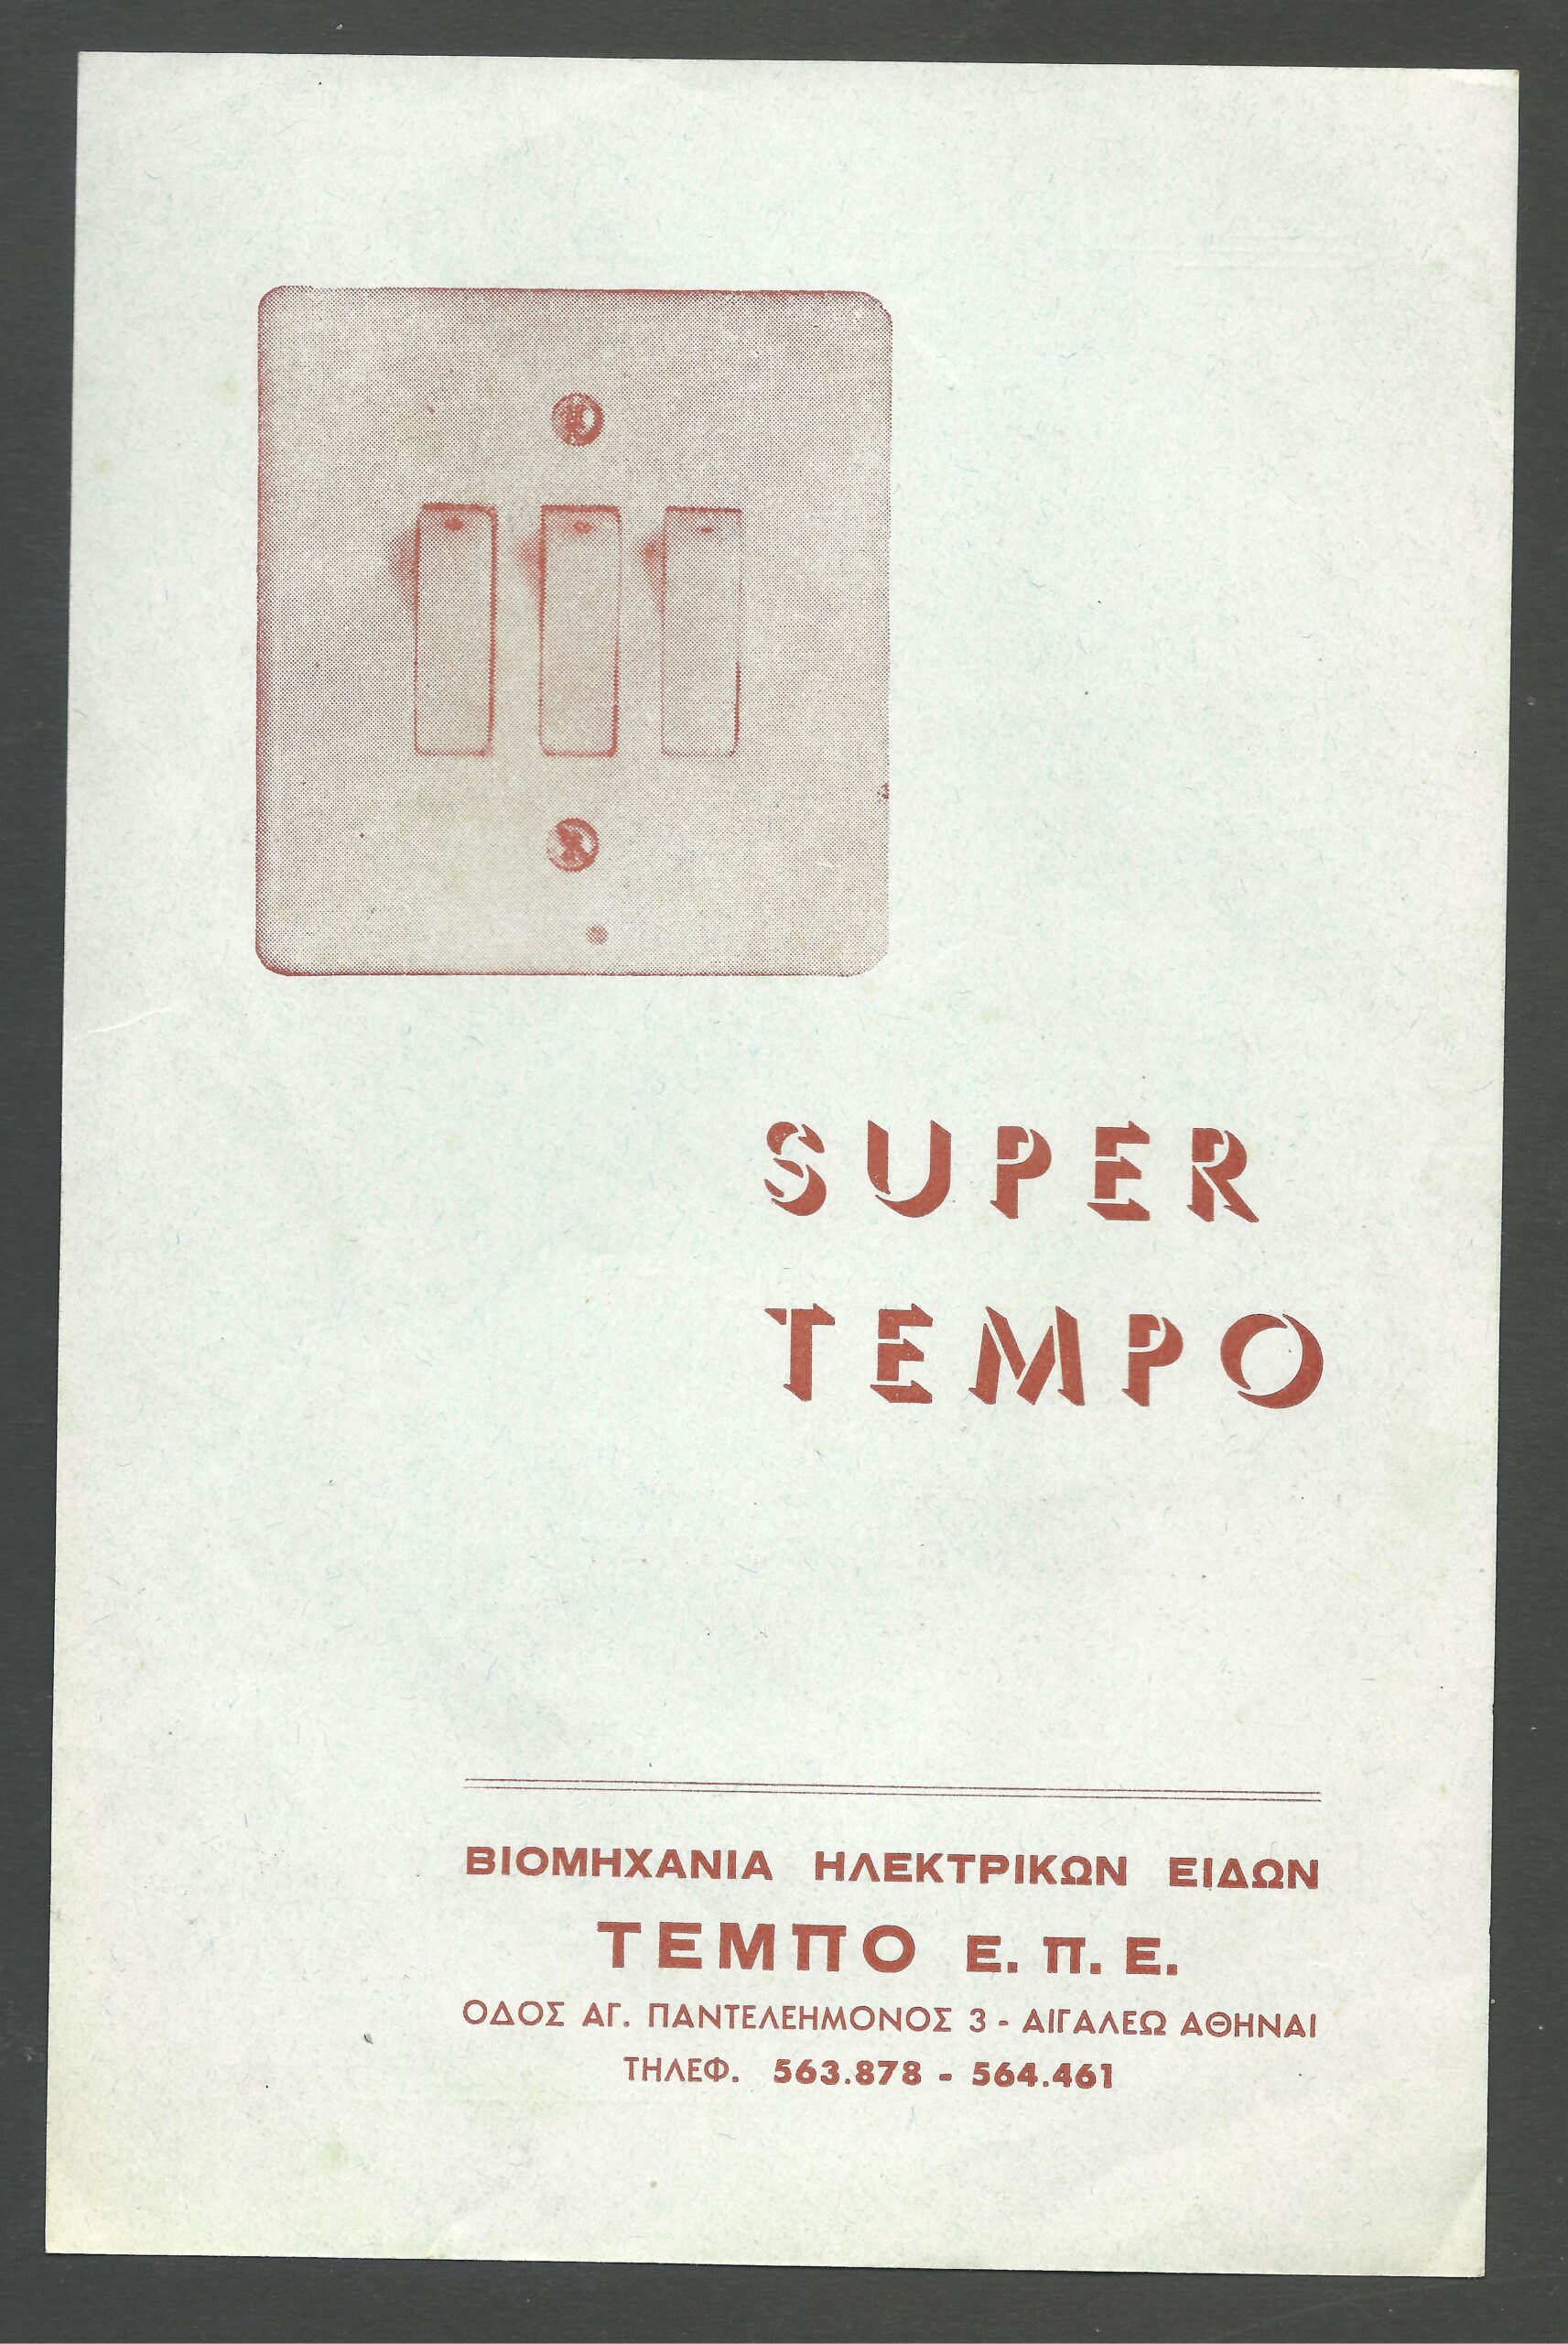 SUPER
TEMPO
ΒΙΟΜΗΧΑΝΙΑ ΗΛΕΚΤΡΙΚΩΝ ΕΙΔΩΝ
ΤΕΜΠΟ Ε. Π. Ε.
ΟΔΟΣ ΑΓ. ΠΑΝΤΕΛΕΗΜΟΝΟΣ 3 - ΑΙΓΑΛΕΩ ΑΘΗΝΑΙ
ΤΗΛΕΦ. 563.878 - 564.461